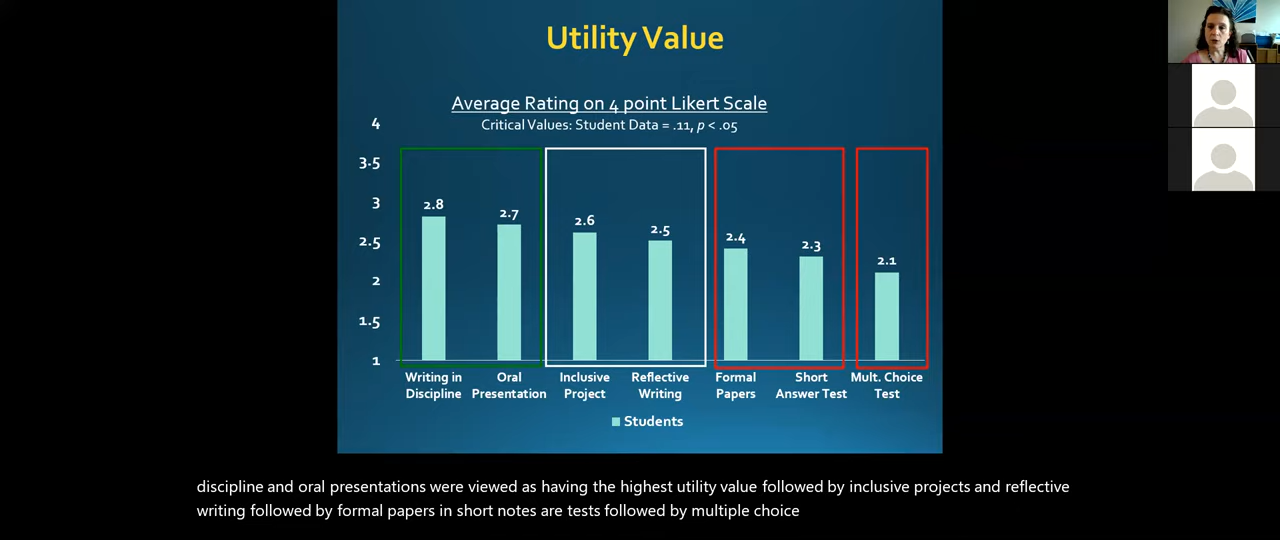 Utility Value
Average Rating on 4 point Likert Scale
Critical Values: Student Data = .11, p < .05
4
3.5
3
2.5
2
1.5
1
2.8
2.7
2.6
2.5
2.4
2.3
2.1
Writing in Discipline
Oral Presentation
Inclusive Project
Reflective Writing
Formal Papers
Short Answer Test
Mult. Choice Test
Students
discipline and oral presentations were viewed as having the highest utility value followed by inclusive projects and reflective
writing followed by formal papers in short notes are tests followed by multiple choice